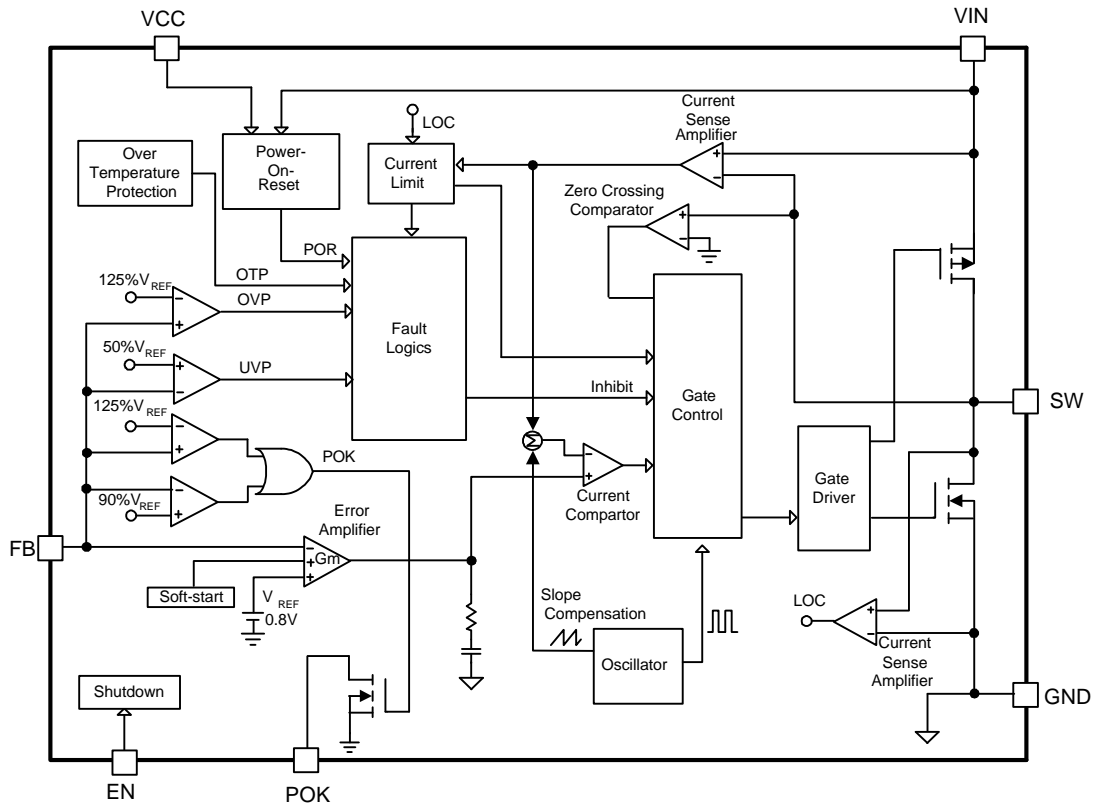 VCC
VIN
Current
Sense
Amplifier
LOC
Over
Temperature
Protection
Power-
On-
Reset
Current
Limit
Zero Crossing
Comparator
+
−
+
−
POR
OTP
125%VREF
−
+
OVP
Fault
Logics
50%VREF
+
−
UVP
Inhibit
Gate
Control
SW
125%VREF
−
+
POK
Σ
−
+
Current
Compartor
Gate
Driver
90%VREF
−
+
Error
Amplifier
FB
−
+
+
Gm
Soft-start
VREF
0.8V
Slope
Compensation
Oscillator
LOC
+
−
Current
Sense
Amplifier
Shutdown
GND
EN
POK